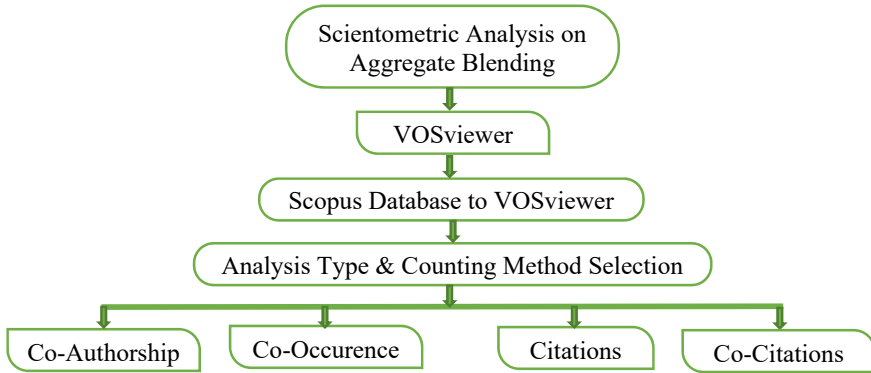 Scientometric Analysis on
Aggregate Blending
VOSviewer
Scopus Database to VOSviewer
Analysis Type & Counting Method Selection
Co-Authorship
Co-Occurence
Citations
Co-Citations